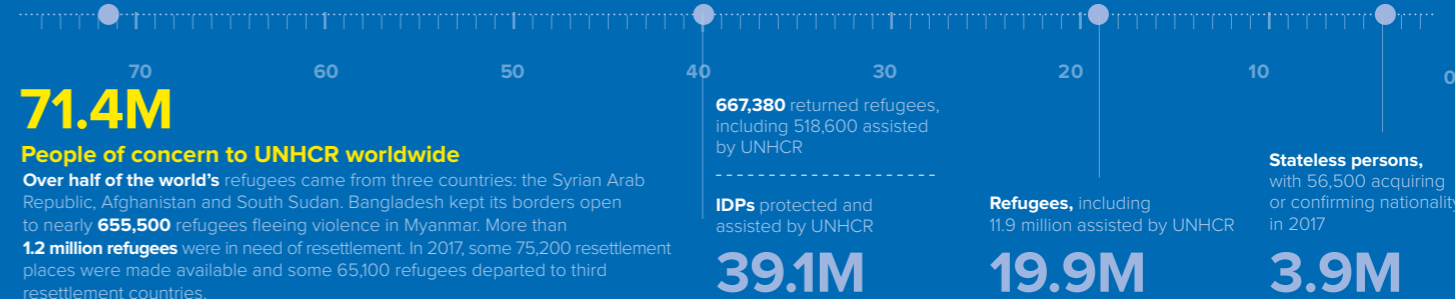 70
60
50
40
30
20
10
0
71.4M
People of concern to UNHCR worldwide
Over half of the world's refugees came from three countries: the Syrian Arab
Republic, Afghanistan and South Sudan. Bangladesh kept its borders open
to nearly 655,500 refugees fleeing violence in Myanmar. More than
1.2 million refugees were in need of resettlement. In 2017, some 75,200 resettlement
places were made available and some 65,100 refugees departed to third
resettlement countries.
667,380 returned refugees,
including 518,600 assisted
by UNHCR
IDPs protected and
assisted by UNHCR
39.1M
Refugees, including
11.9 million assisted by UNHCR
19.9M
Stateless persons,
with 56,500 acquiring
or confirming nationality
in 2017
3.9M